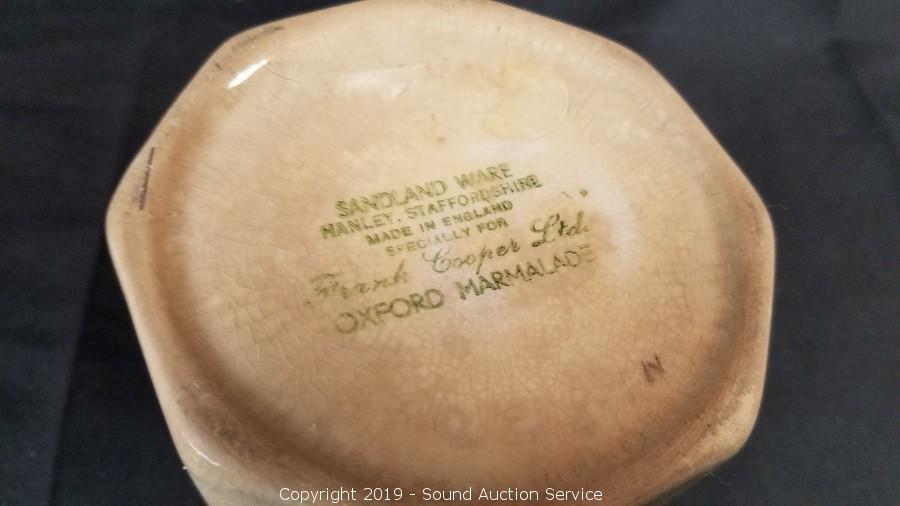 SANDLAND WARE
HANLEY, STAFFORDSHIRE
MADE IN ENGLAND
SPECIALLY FOR
Frank Cooper Ltd.
OXFORD MARMALADE
N
Copyright 2019 - Sound Auction Service